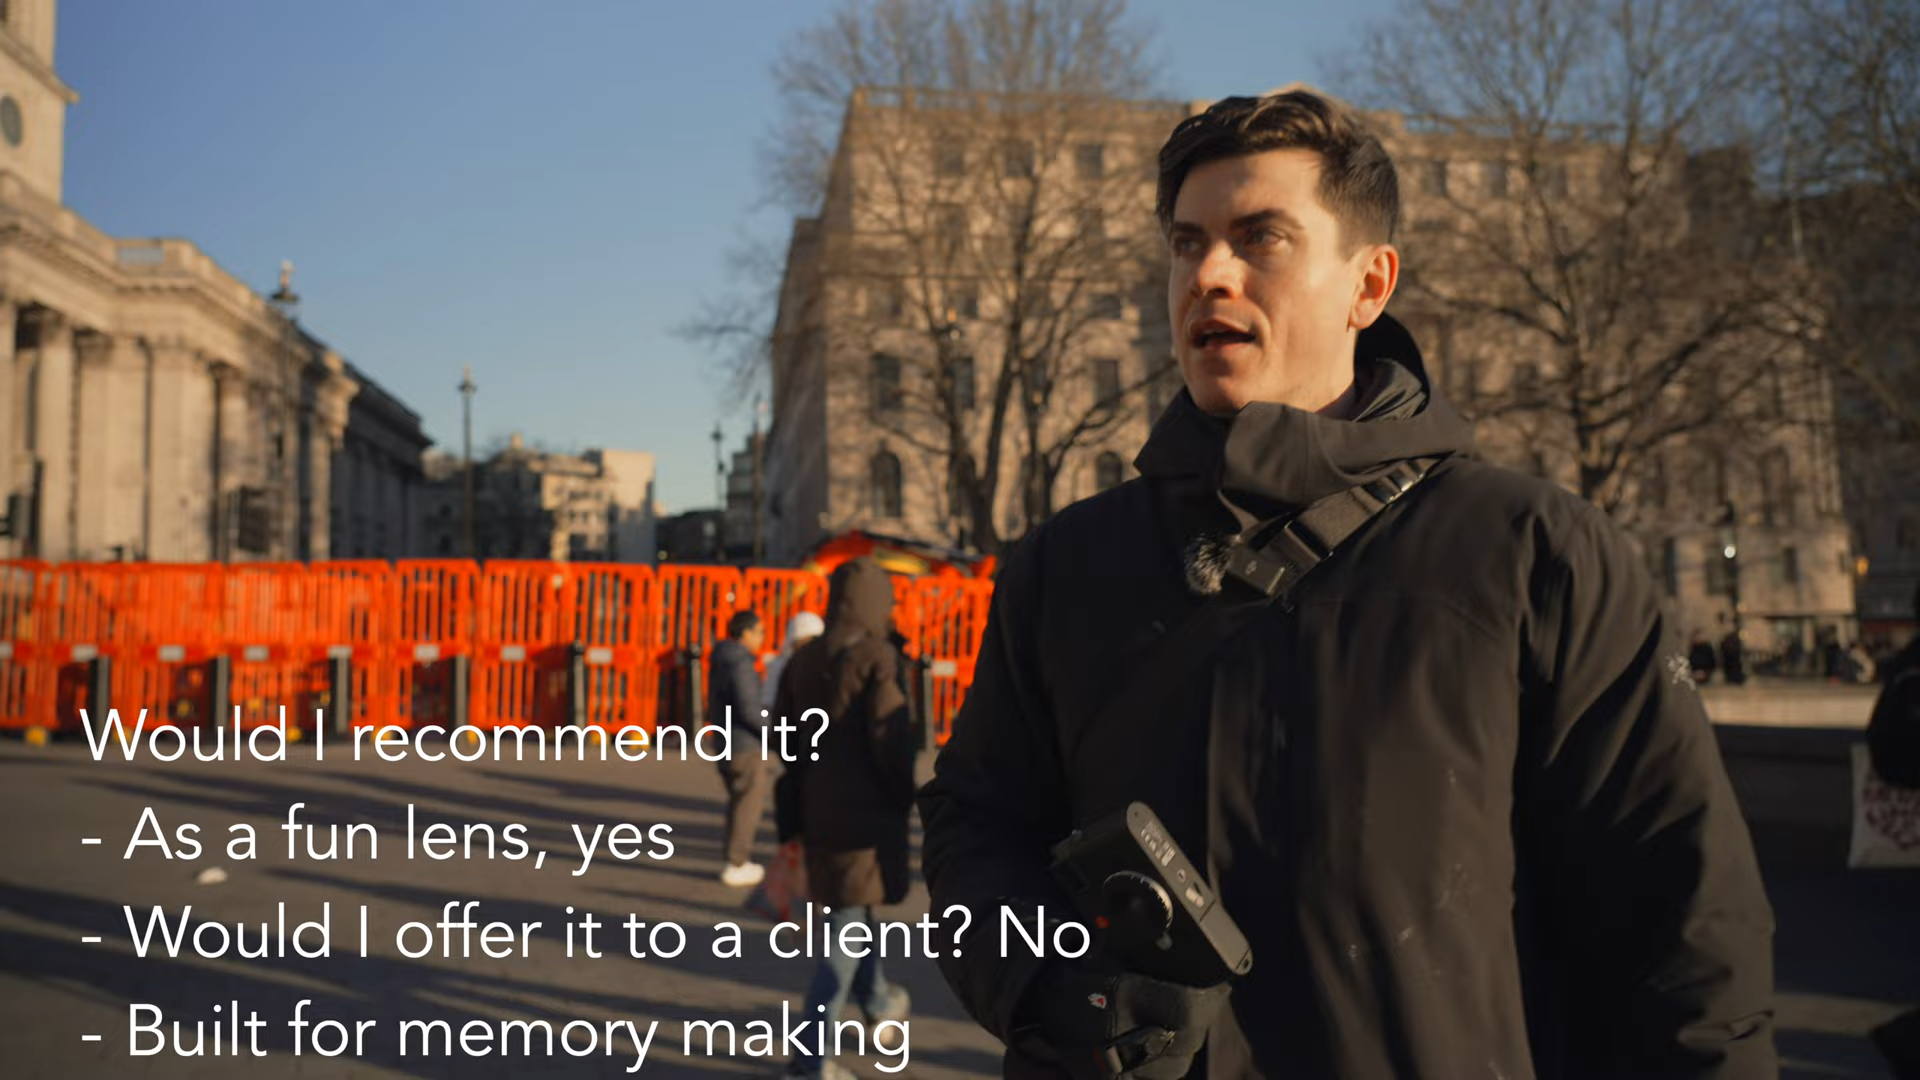 Would I recommend it?
- As a fun lens, yes
- Would I offer it to a client? No
- Built for memory making